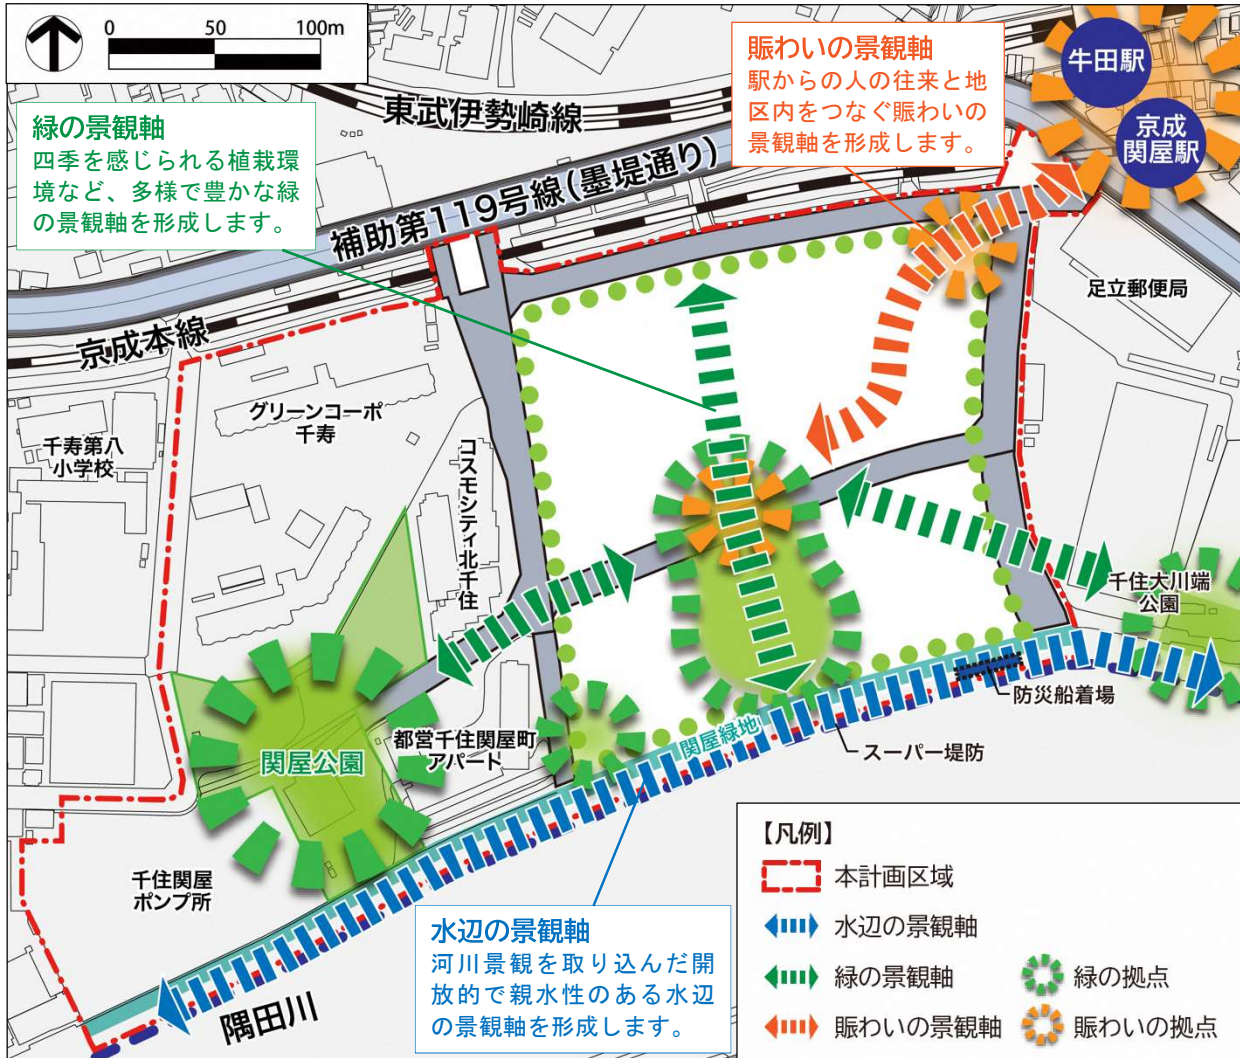 0 50 100m
東武伊勢崎線
補助第119号線(墨堤通り)
京成本線
緑の景観軸
四季を感じられる植栽環
境など、多様で豊かな緑
の景観軸を形成します。
賑わいの景観軸
駅からの人の往来と地
区内をつなぐ賑わいの
景観軸を形成します。
牛田駅
京成
関屋駅
足立郵便局
グリーンコーポ
千寿
千寿第八
小学校
コスモシティ北千住
千住大川端
公園
防災船着場
スーパー堤防
関屋緑地
都営千住関屋町
アパート
関屋公園
千住関屋
ポンプ所
隅田川
水辺の景観軸
河川景観を取り込んだ開
放的で親水性のある水辺
の景観軸を形成します。
【凡例】
本計画区域
水辺の景観軸
緑の景観軸
緑の拠点
賑わいの景観軸
賑わいの拠点